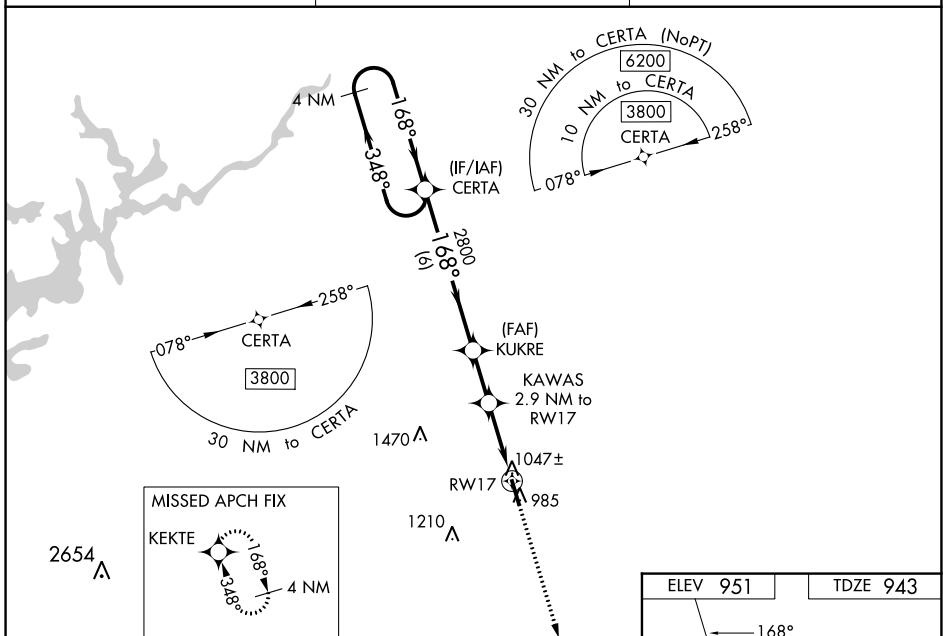 30 NM to CERTA (NoPT)
6200
10 NM to CERTA
3800
CERTA
078°
258°
4 NM
168°
348°
(IF/IAF)
CERTA
2800
168°
(6)
078°
258°
CERTA
3800
30 NM to CERTA
(FAF)
KUKRE
KAWAS
2.9 NM to
RW17
1470
1047±
RW17
985
1210
2654
MISSED APCH FIX
KEKTE
168°
348°
4 NM
ELEV 951
TDZE 943
168°